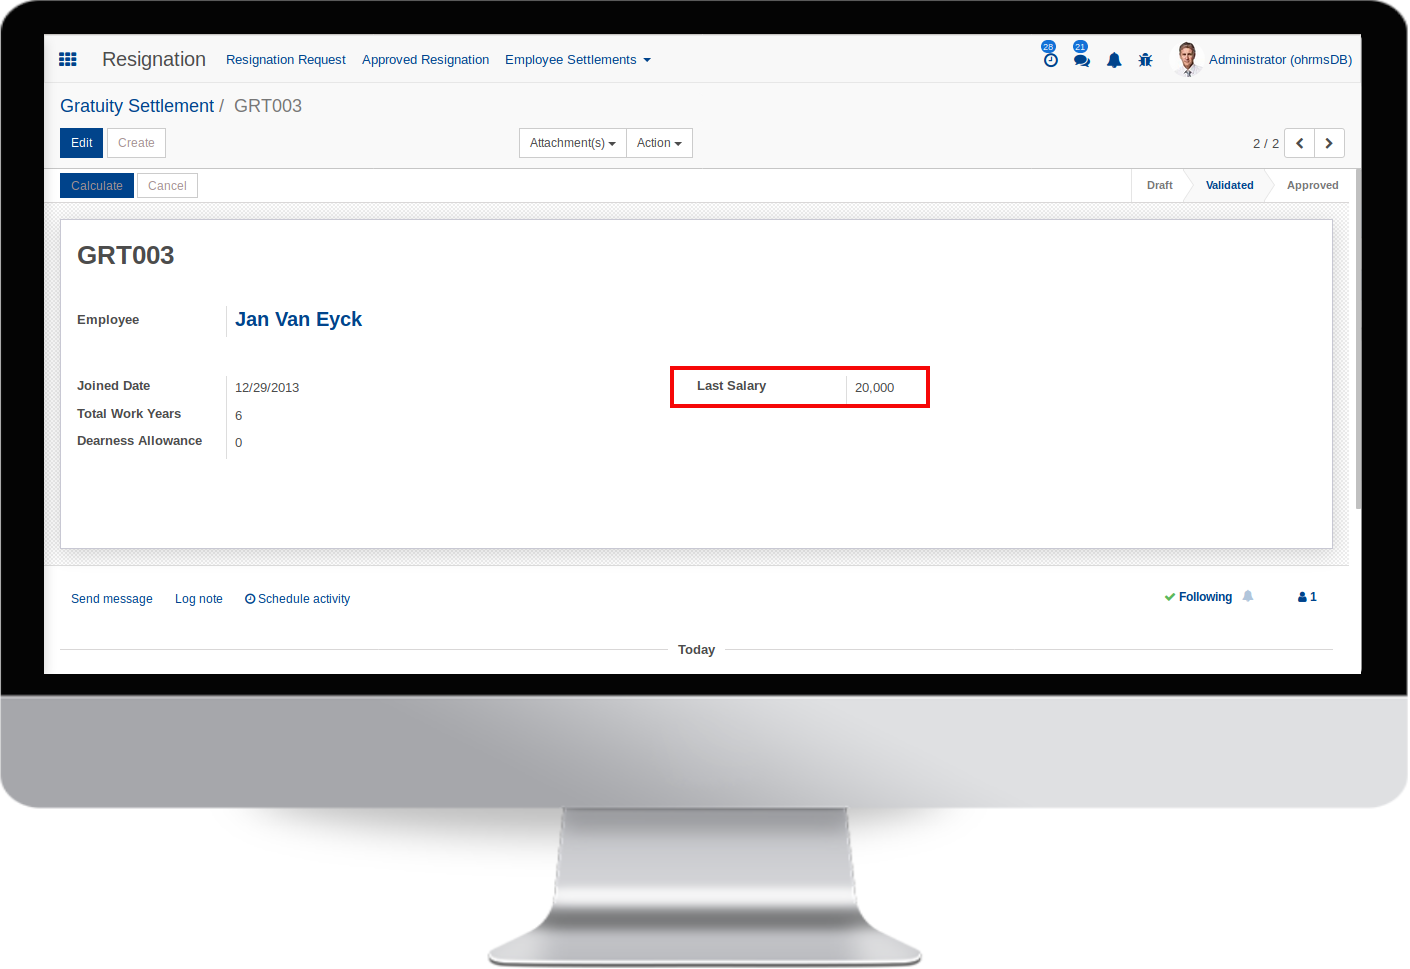 28 21
Resignation Resignation Request Approved Resignation Employee Settlements Administrator (ohrmsDB)
Gratuity Settlement / GRT003
Edit Create Attachment(s) Action 2 / 2
Calculate Cancel Draft Validated Approved
GRT003
Employee Jan Van Eyck
Joined Date 12/29/2013 Last Salary 20,000
Total Work Years 6
Dearness Allowance 0
Send message Log note Schedule activity Following 1
Today